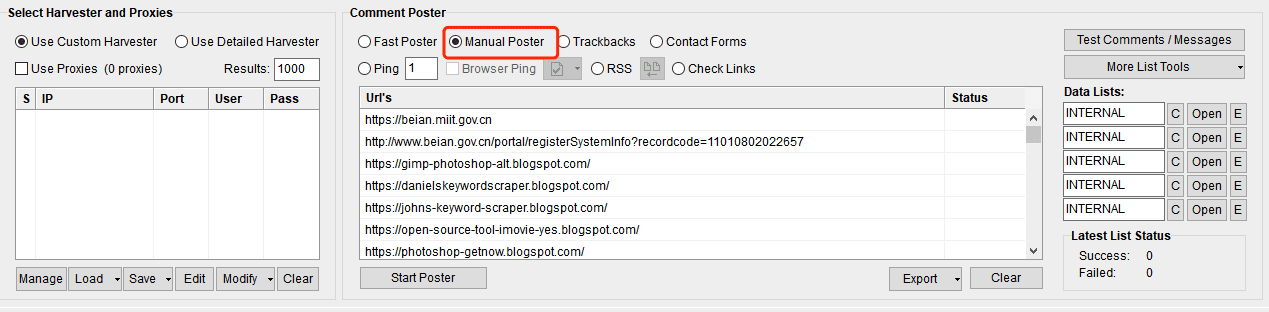 Select Harvester and Proxies
Use Custom Harvester Use Detailed Harvester
Use Proxies (0 proxies) Results: 1000
S IP Port User Pass
Manage Load Save Edit Modify Clear
Comment Poster
Fast Poster Manual Poster Trackbacks Contact Forms
Ping 1 Browser Ping RSS Check Links
Url's Status
https://beian.miit.gov.cn
http://www.beian.gov.cn/portal/registerSystemInfo?recordcode=11010802022657
https://gimp-photoshop-alt.blogspot.com/
https://danielskeywordscraper.blogspot.com/
https://johns-keyword-scraper.blogspot.com/
https://open-source-tool-imovie-yes.blogspot.com/
https://photoshop-getnow.blogspot.com/
Start Poster Export Clear
Test Comments / Messages
More List Tools
Data Lists:
INTERNAL C Open E
INTERNAL C Open E
INTERNAL C Open E
INTERNAL C Open E
INTERNAL C Open E
Latest List Status
Success: 0
Failed: 0